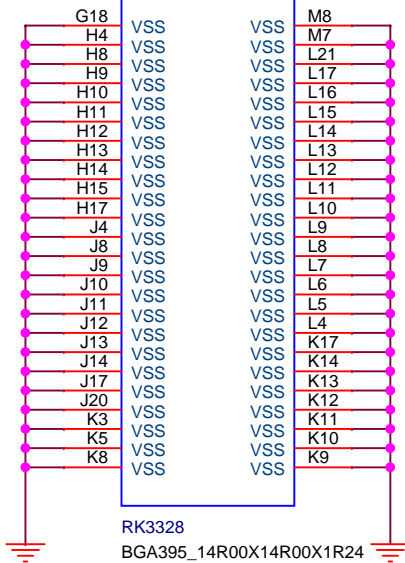 G18 VSS VSS M8
H4 VSS VSS M7
H8 VSS VSS L21
H9 VSS VSS L17
H10 VSS VSS L16
H11 VSS VSS L15
H12 VSS VSS L14
H13 VSS VSS L13
H14 VSS VSS L12
H15 VSS VSS L11
H17 VSS VSS L10
J4 VSS VSS L9
J8 VSS VSS L8
J9 VSS VSS L7
J10 VSS VSS L6
J11 VSS VSS L5
J12 VSS VSS L4
J13 VSS VSS K17
J14 VSS VSS K14
J17 VSS VSS K13
J20 VSS VSS K12
K3 VSS VSS K11
K5 VSS VSS K10
K8 VSS VSS K9
RK3328
BGA395_14R00X14R00X1R24